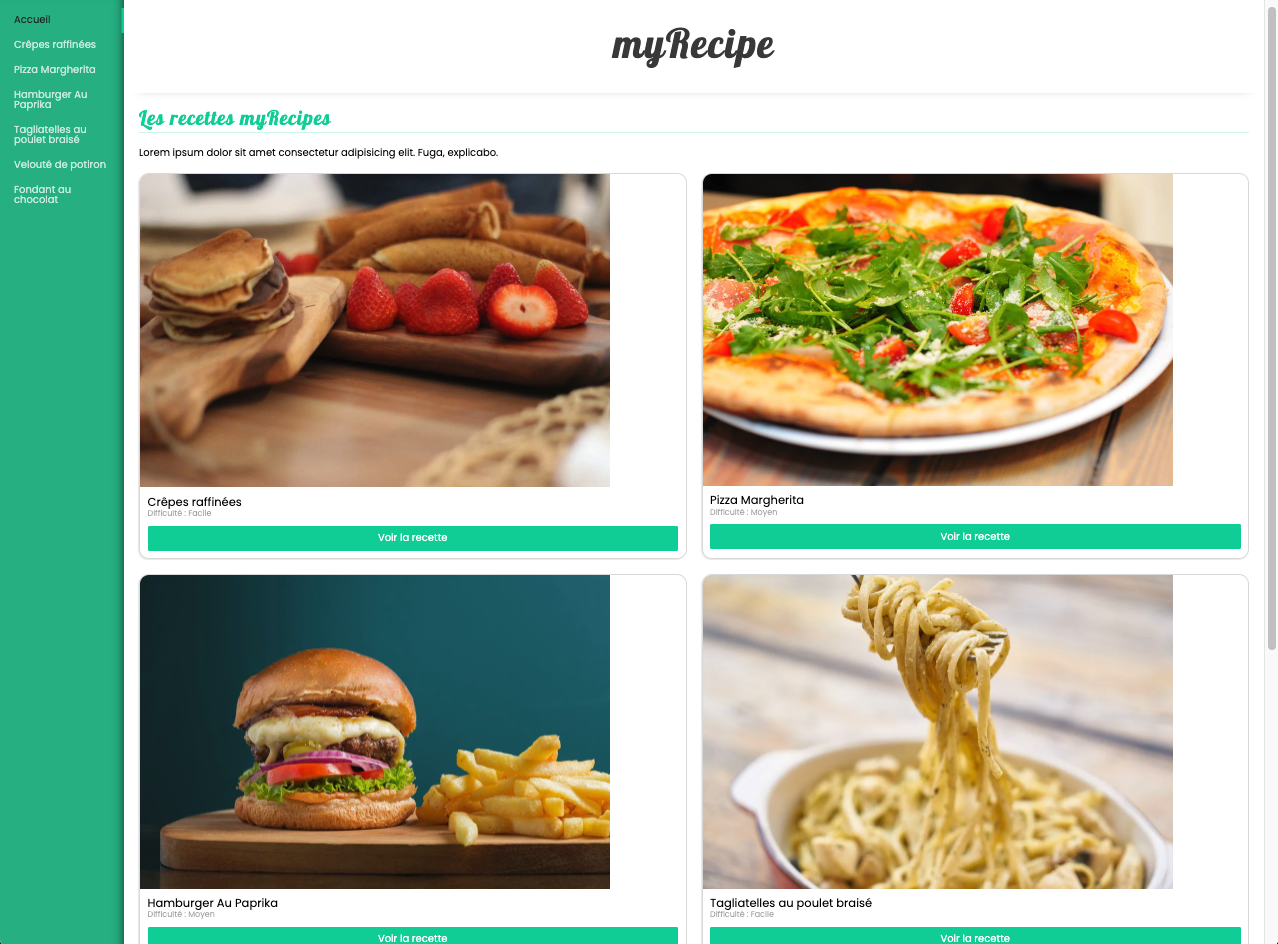 Accueil
Crêpes raffinées
Pizza Margherita
Hamburger Au
Paprika
Tagliatelles au
poulet braisé
Velouté de potiron
Fondant au
chocolat
myRecipe
Les recettes myRecipes
Lorem ipsum dolor sit amet consectetur adipisicing elit. Fuga, explicabo.
Crêpes raffinées
Difficulté : Facile
Voir la recette
Pizza Margherita
Difficulté : Moyen
Voir la recette
Hamburger Au Paprika
Difficulté : Moyen
Voir la recette
Tagliatelles au poulet braisé
Difficulté : Facile
Voir la recette